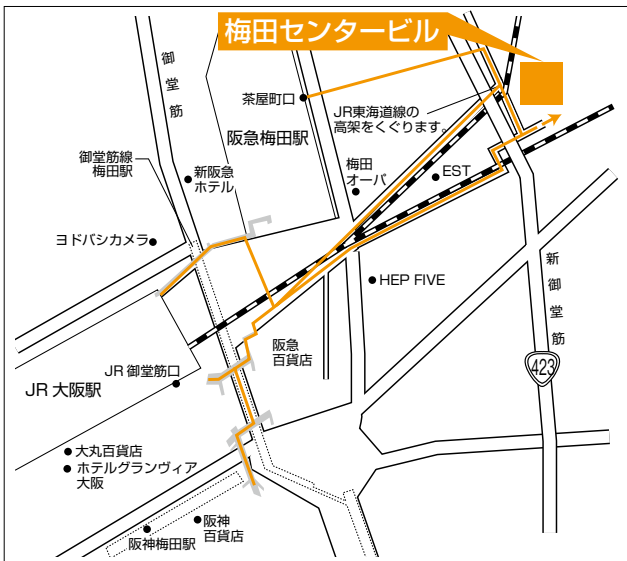 梅田センタービル
御堂筋
茶屋町口
JR東海道線の
高架をくぐります。
阪急梅田駅
御堂筋線
梅田駅
新阪急
ホテル
梅田
オーパ
EST
ヨドバシカメラ
HEP FIVE
新御堂筋
阪急
百貨店
423
JR 御堂筋口
JR 大阪駅
大丸百貨店
ホテルグランヴィア
大阪
阪神
百貨店
阪神梅田駅